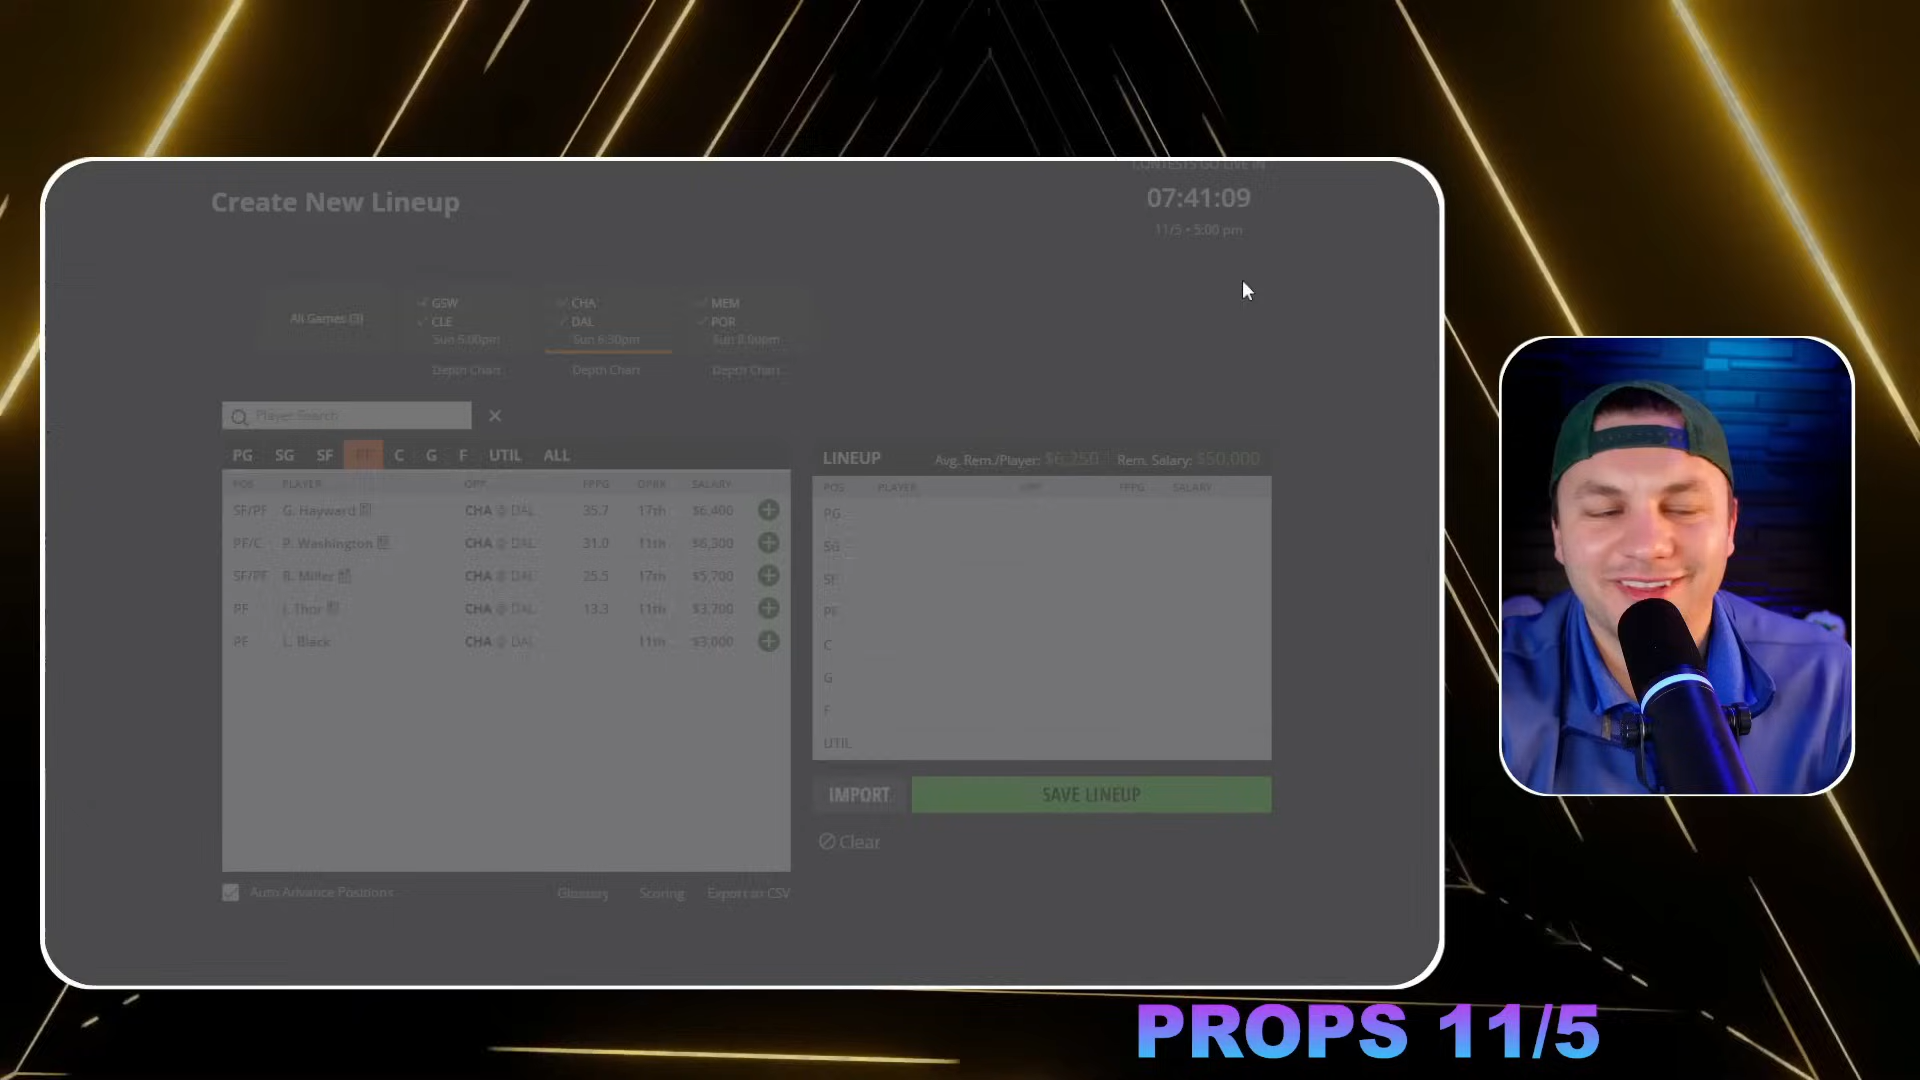 CONTESTS GO LIVE IN
Create New Lineup
07:41:09
11/5 • 5:00 pm
All Games (3)
GSW
CLE
Sun 5:00pm
Depth Chart
CHA
DAL
Sun 6:30pm
Depth Chart
MEM
POR
Sun 8:00pm
Depth Chart
Player Search
PG SG SF PF C G F UTIL ALL
POS PLAYER OPP FPPG OPRK SALARY
SF/PF G. Hayward CHA @ DAL 35.7 17th $6,400
PF/C P. Washington CHA @ DAL 31.0 11th $6,300
SF/PF B. Miller CHA @ DAL 25.5 17th $5,700
PF J. Thor CHA @ DAL 13.3 11th $3,700
PF L. Black CHA @ DAL 11th $3,000
Auto Advance Positions
Glossary Scoring Export to CSV
LINEUP Avg. Rem./Player: $6,250 Rem. Salary: $50,000
POS PLAYER OPP FPPG SALARY
PG
SG
SF
PF
C
G
F
UTIL
IMPORT SAVE LINEUP
Clear
PROPS 11/5